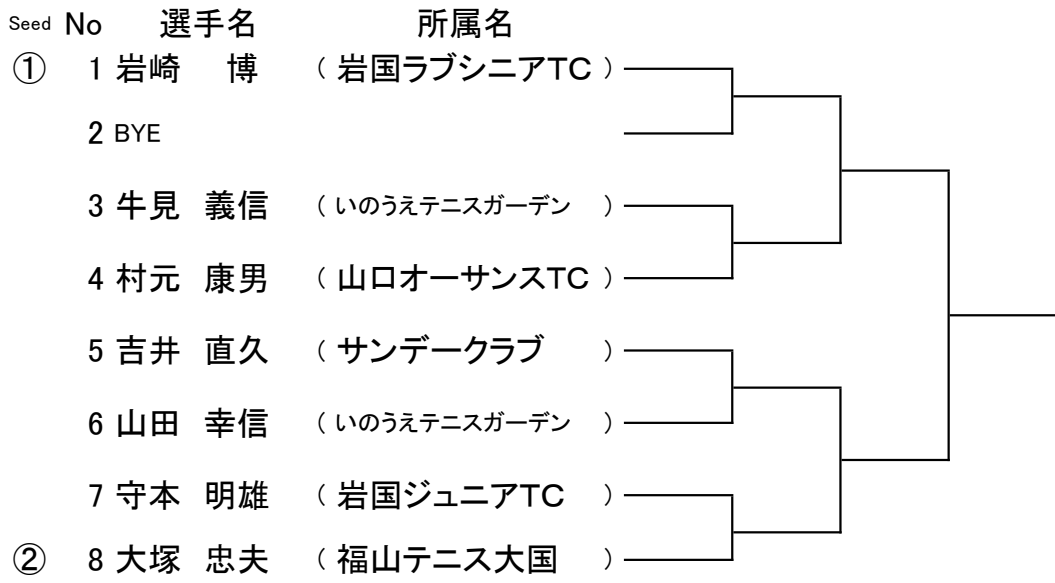 Seed No 選手名 所属名
① 1 岩崎 博 ( 岩国ラブシニアTC )
2 BYE
3 牛見 義信 ( いのうえテニスガーデン )
4 村元 康男 ( 山口オーサンスTC )
5 吉井 直久 ( サンデークラブ )
6 山田 幸信 ( いのうえテニスガーデン )
7 守本 明雄 ( 岩国ジュニアTC )
② 8 大塚 忠夫 ( 福山テニス大国 )